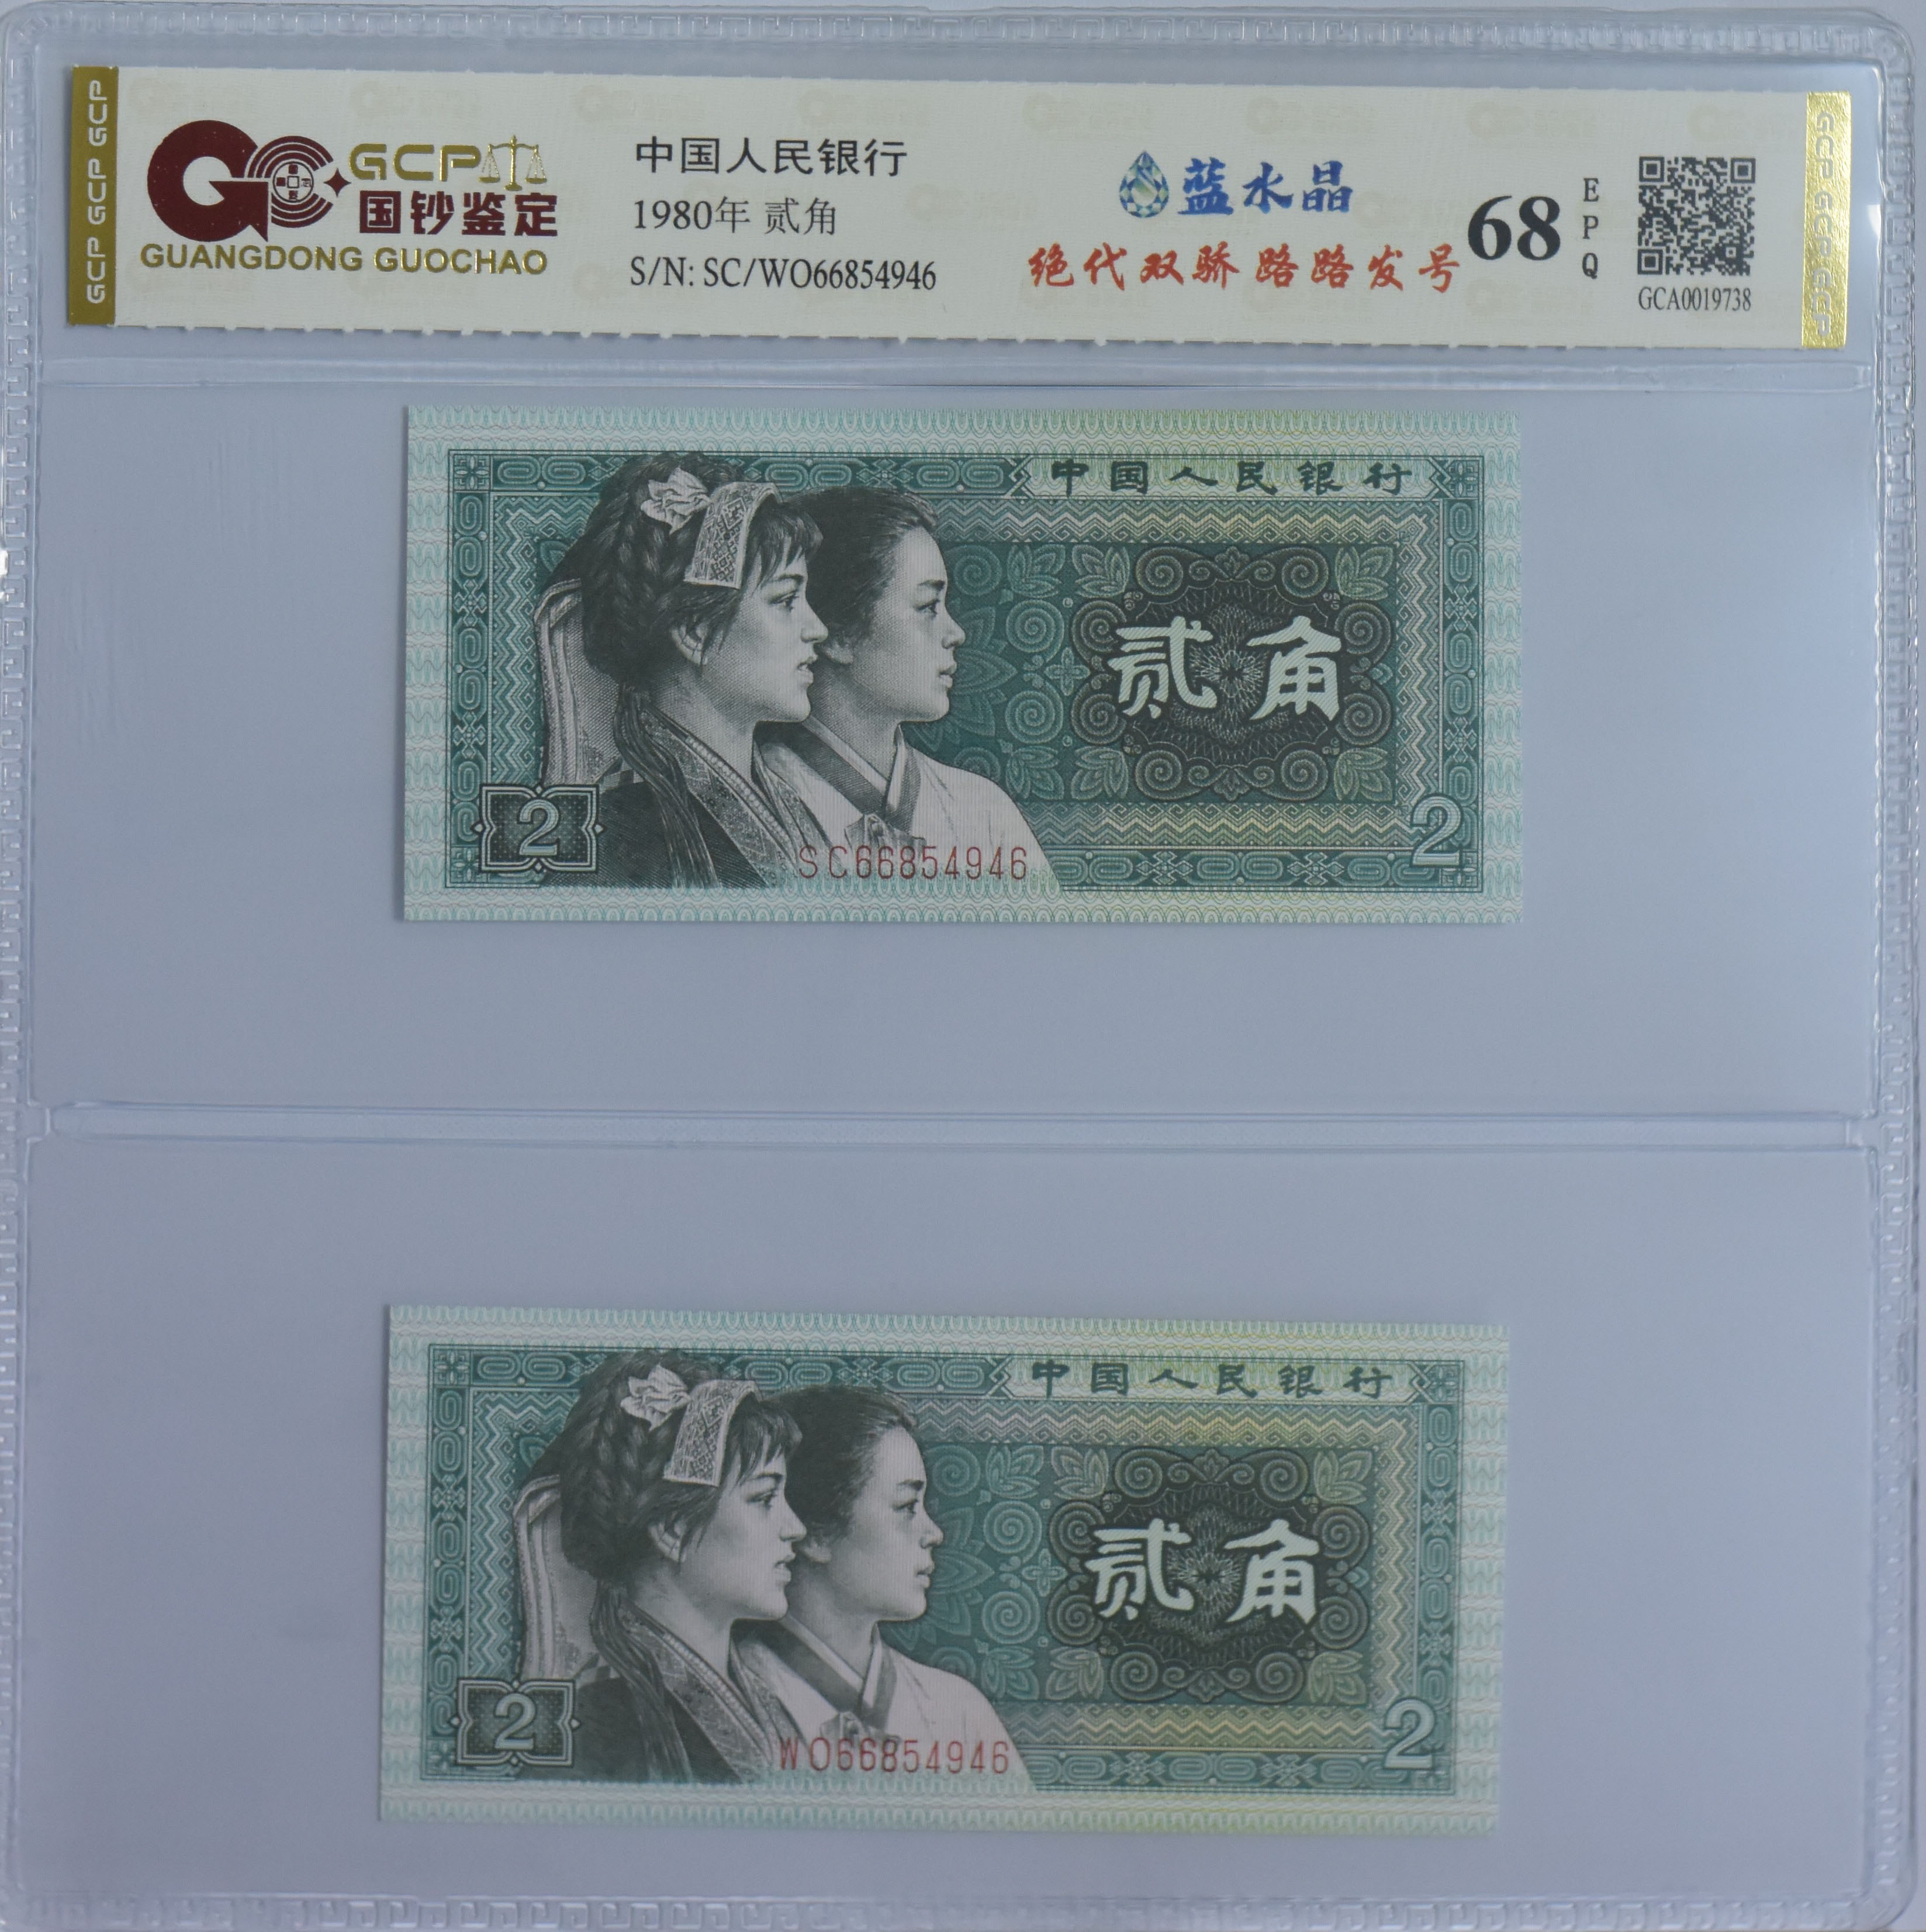 GCP GCP GCP
GCP
国钞鉴定
GUANGDONG GUOCHAO
中国人民银行
1980年 贰角
S/N: SC/WO66854946
蓝水晶
绝代双骄 路路发号
68
EPQ
GCA0019738
GCP GCP GCP
中国人民银行
贰角
2
2
SC66854946
中国人民银行
贰角
2
2
WO66854946